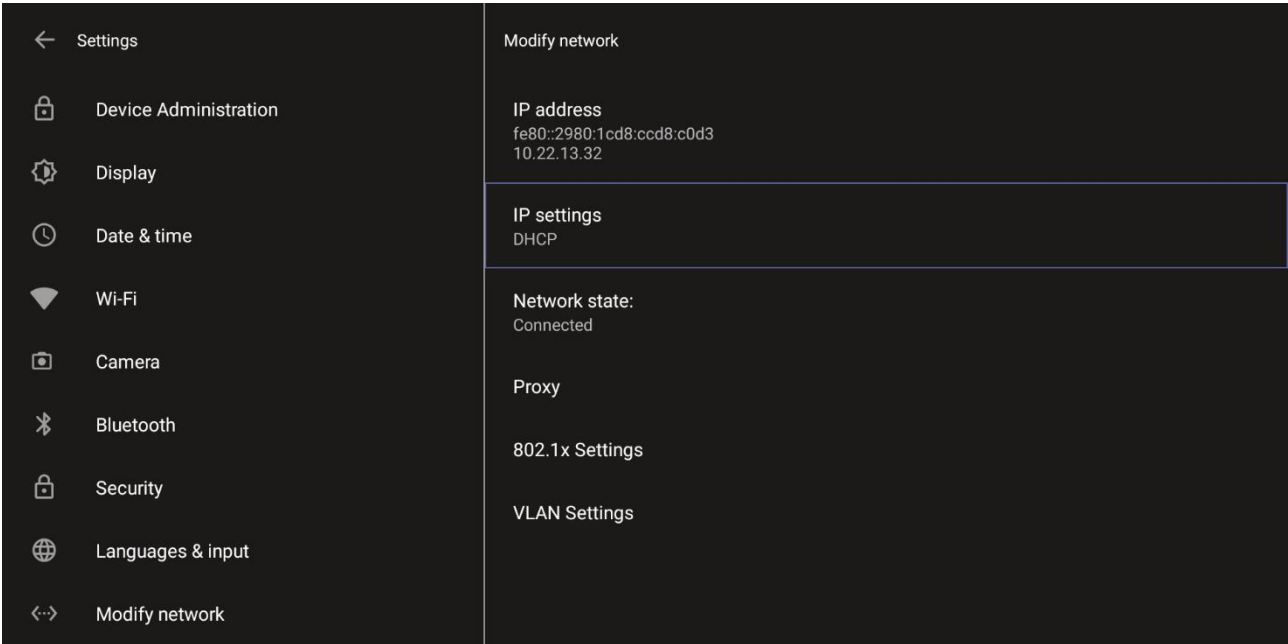 Settings
Device Administration
Display
Date & time
Wi-Fi
Camera
Bluetooth
Security
Languages & input
Modify network
Modify network
IP address
fe80::2980:1cd8:ccd8:c0d3
10.22.13.32
IP settings
DHCP
Network state:
Connected
Proxy
802.1x Settings
VLAN Settings